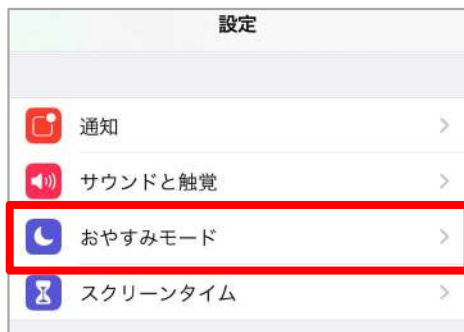 設定
通知
サウンドと触覚
おやすみモード
スクリーンタイム